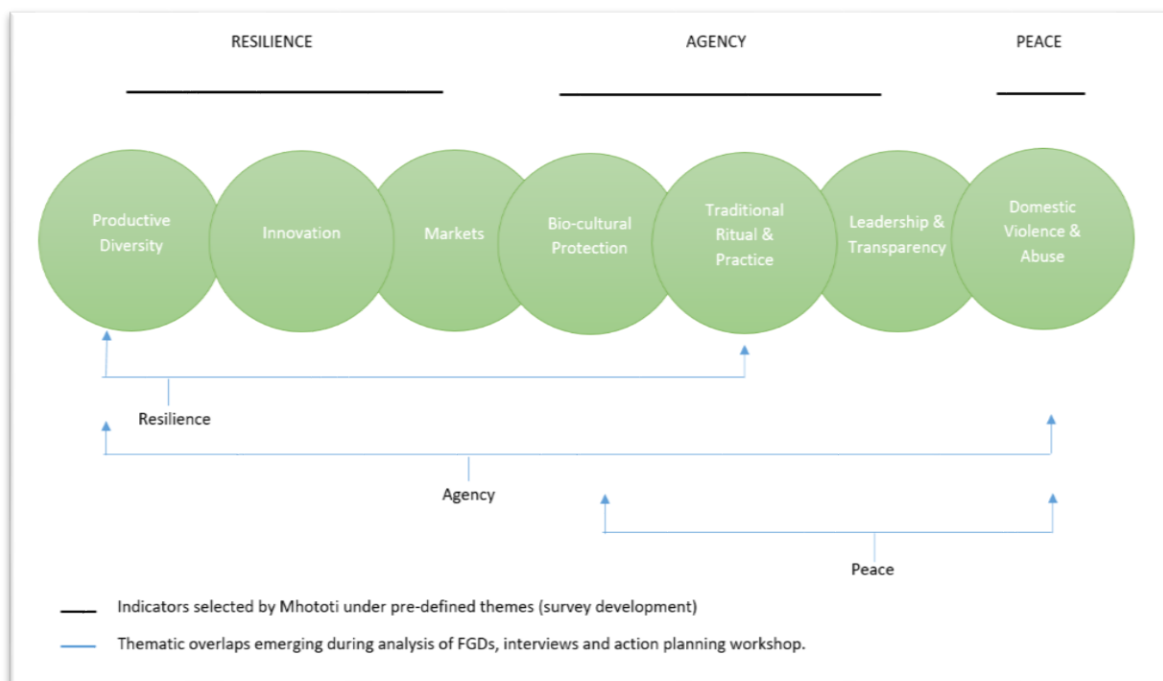 RESILIENCE
AGENCY
PEACE
Productive
Diversity
Innovation
Markets
Bio-cultural
Protection
Traditional
Ritual &
Practice
Leadership &
Transparency
Domestic
Violence &
Abuse
Resilience
Agency
Peace
Indicators selected by Mhototi under pre-defined themes (survey development)
Thematic overlaps emerging during analysis of FGDs, interviews and action planning workshop.